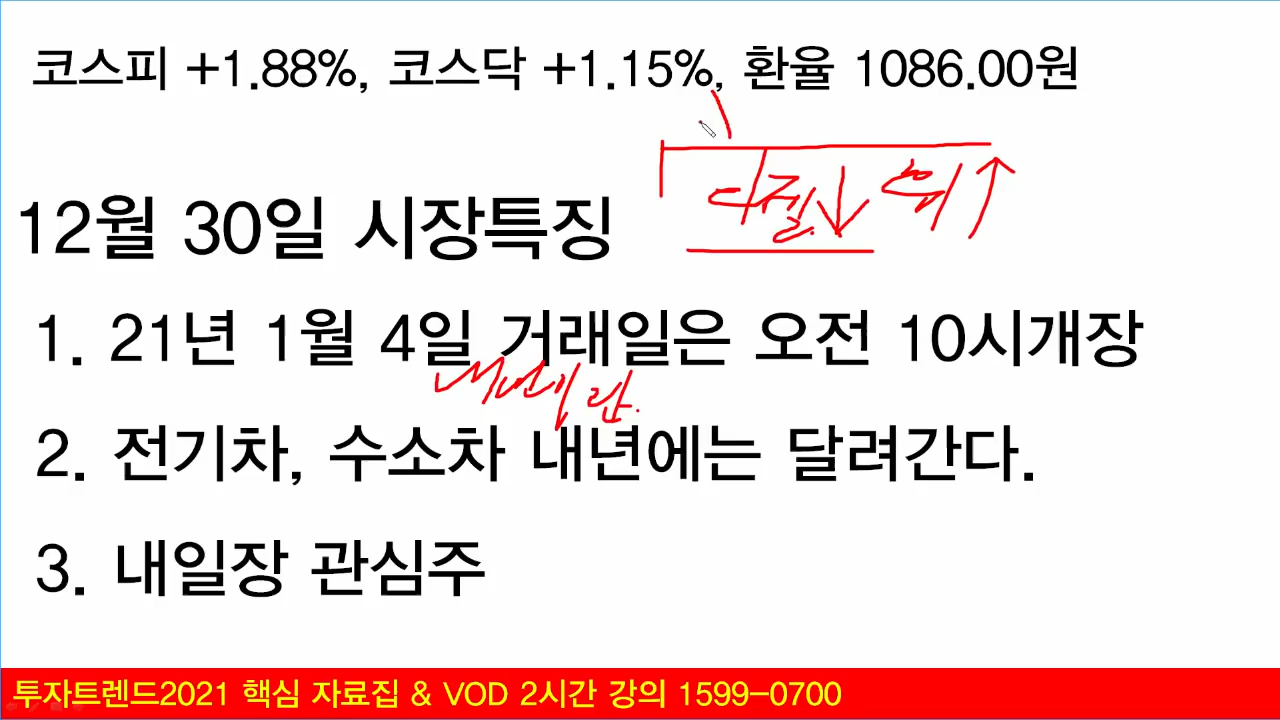 코스피 +1.88%, 코스닥 +1.15%, 환율 1086.00원
12월 30일 시장특징
1. 21년 1월 4일 거래일은 오전 10시개장
2. 전기차, 수소차 내년에는 달려간다.
3. 내일장 관심주
투자트렌드2021 핵심 자료집 & VOD 2시간 강의 1599-0700